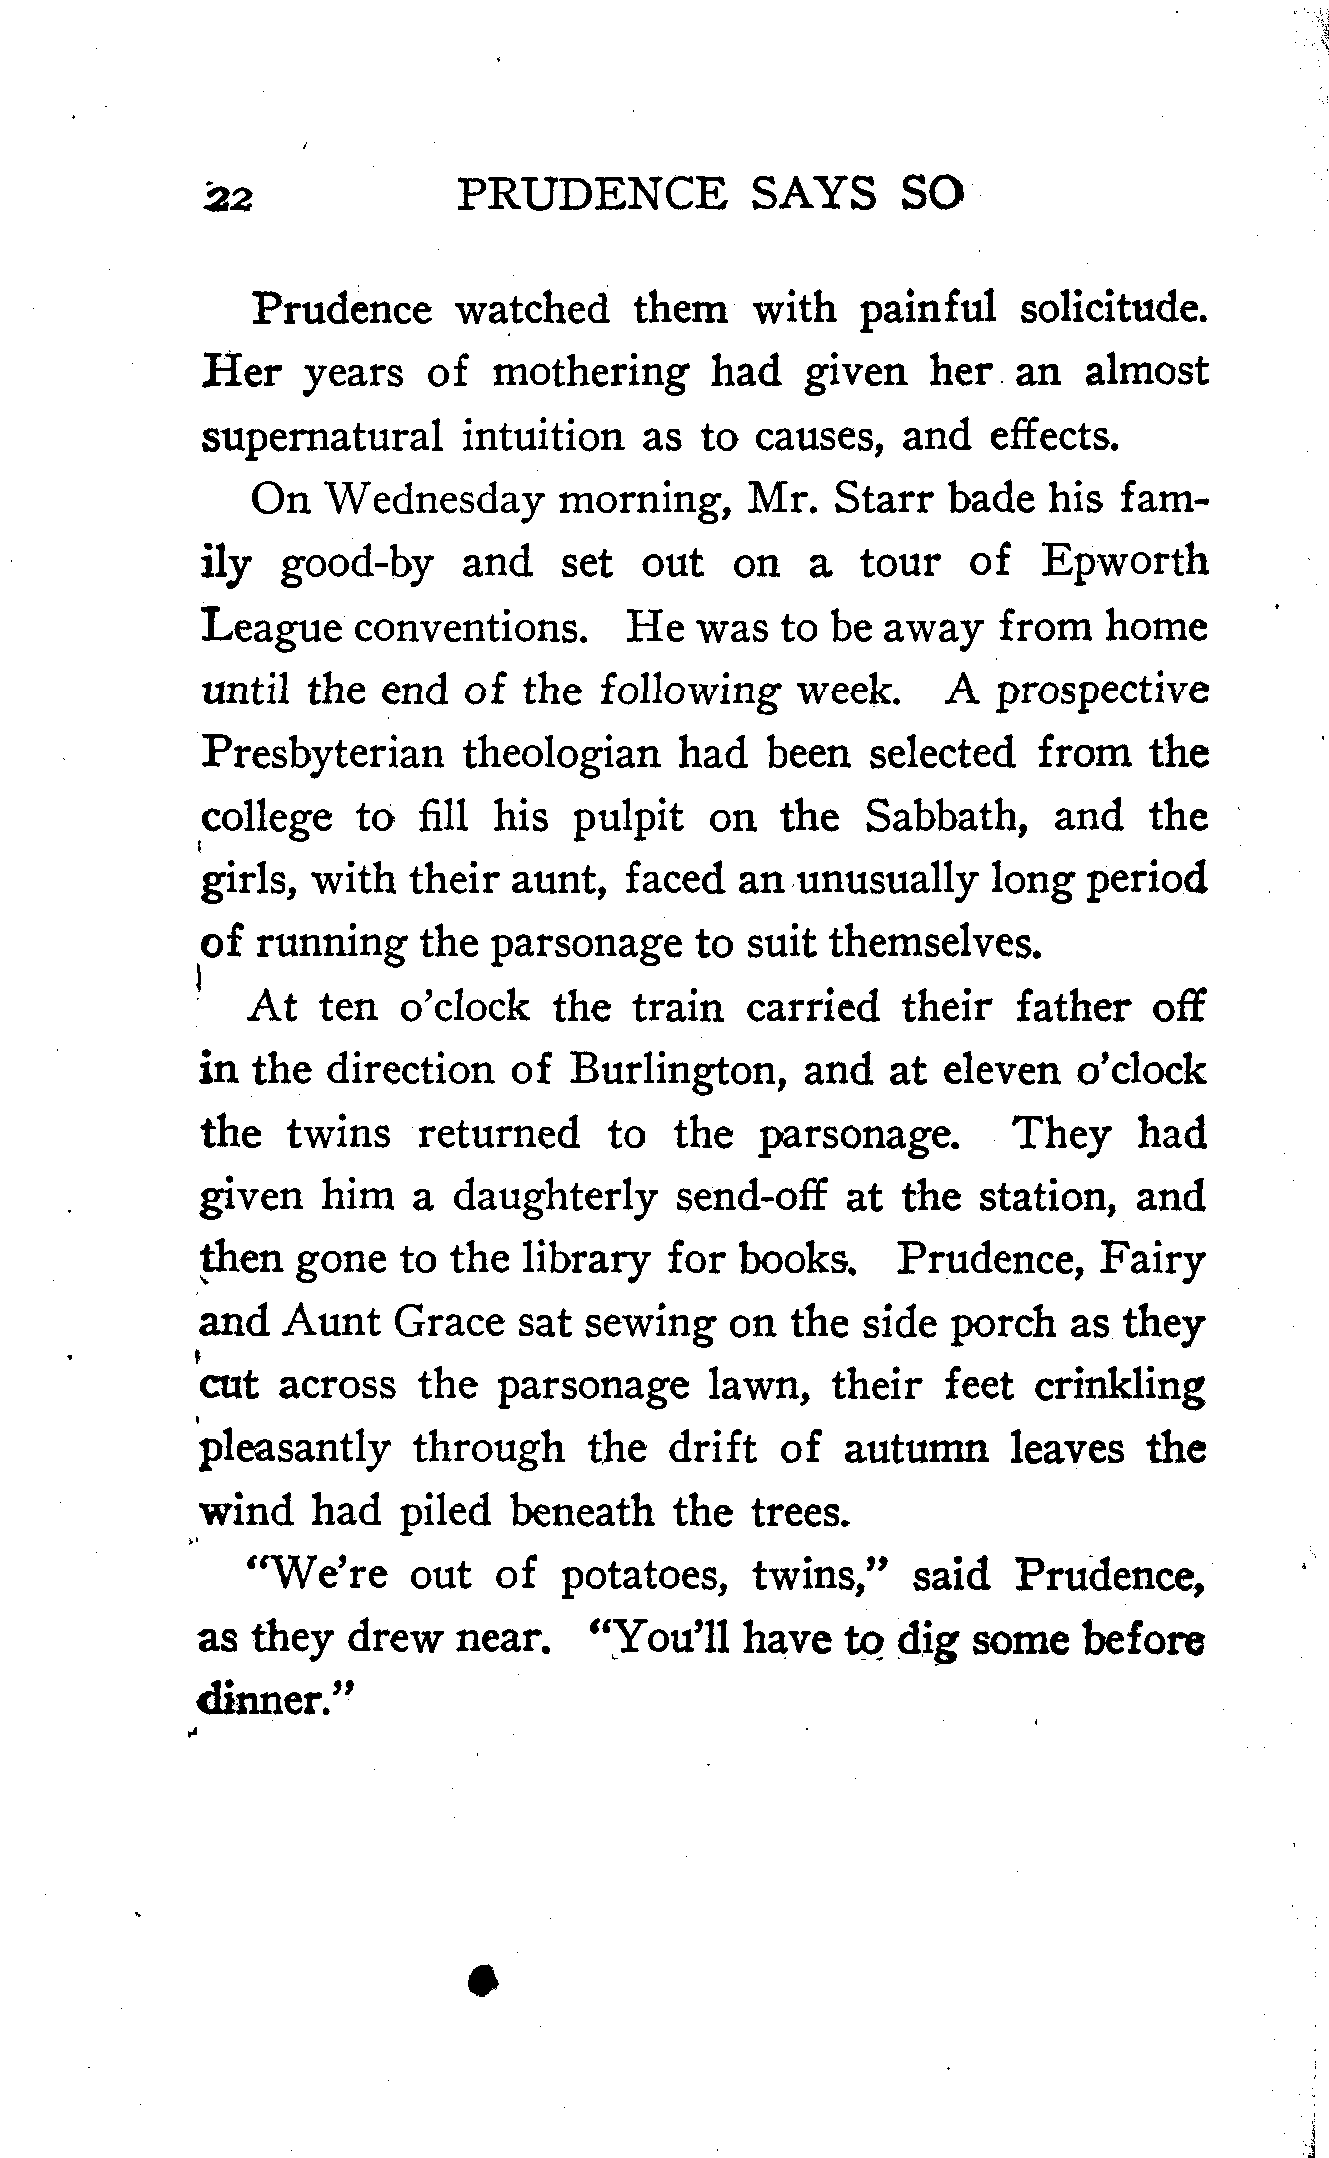 22 PRUDENCE SAYS SO
Prudence watched them with painful solicitude.
Her years of mothering had given her an almost
supernatural intuition as to causes, and effects.
On Wednesday morning, Mr. Starr bade his fam-
ily good-by and set out on a tour of Epworth
League conventions. He was to be away from home
until the end of the following week. A prospective
Presbyterian theologian had been selected from the
college to fill his pulpit on the Sabbath, and the
girls, with their aunt, faced an unusually long period
of running the parsonage to suit themselves.
At ten o'clock the train carried their father off
in the direction of Burlington, and at eleven o'clock
the twins returned to the parsonage. They had
given him a daughterly send-off at the station, and
then gone to the library for books. Prudence, Fairy
and Aunt Grace sat sewing on the side porch as they
cut across the parsonage lawn, their feet crinkling
pleasantly through the drift of autumn leaves the
wind had piled beneath the trees.
"We're out of potatoes, twins," said Prudence,
as they drew near. "You'll have to dig some before
dinner."